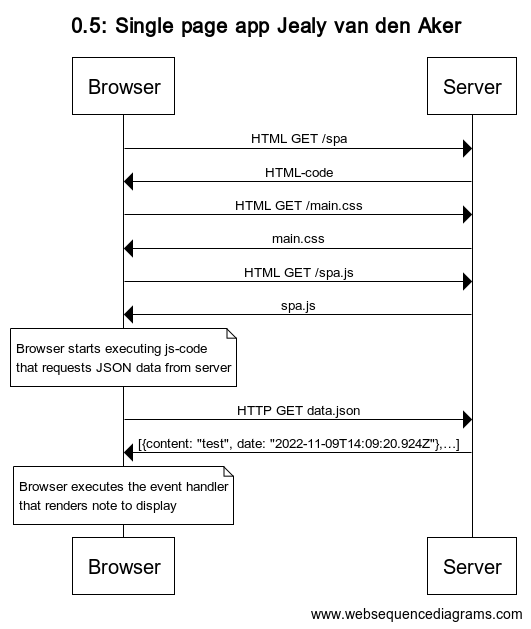 0.5: Single page app Jealy van den Aker
Browser
Server
HTML GET /spa
HTML-code
HTML GET /main.css
main.css
HTML GET /spa.js
spa.js
Browser starts executing js-code
that requests JSON data from server
HTTP GET data.json
[{content: "test", date: "2022-11-09T14:09:20.924Z"},…]
Browser executes the event handler
that renders note to display
Browser
Server
www.websequencediagrams.com